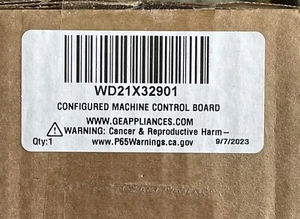 WD21X32901
CONFIGURED MACHINE CONTROL BOARD
WWW.GEAPPLIANCES.COM
WARNING: Cancer & Reproductive Harm-
Qty:1 www.P65Warnings.ca.gov 9/7/2023